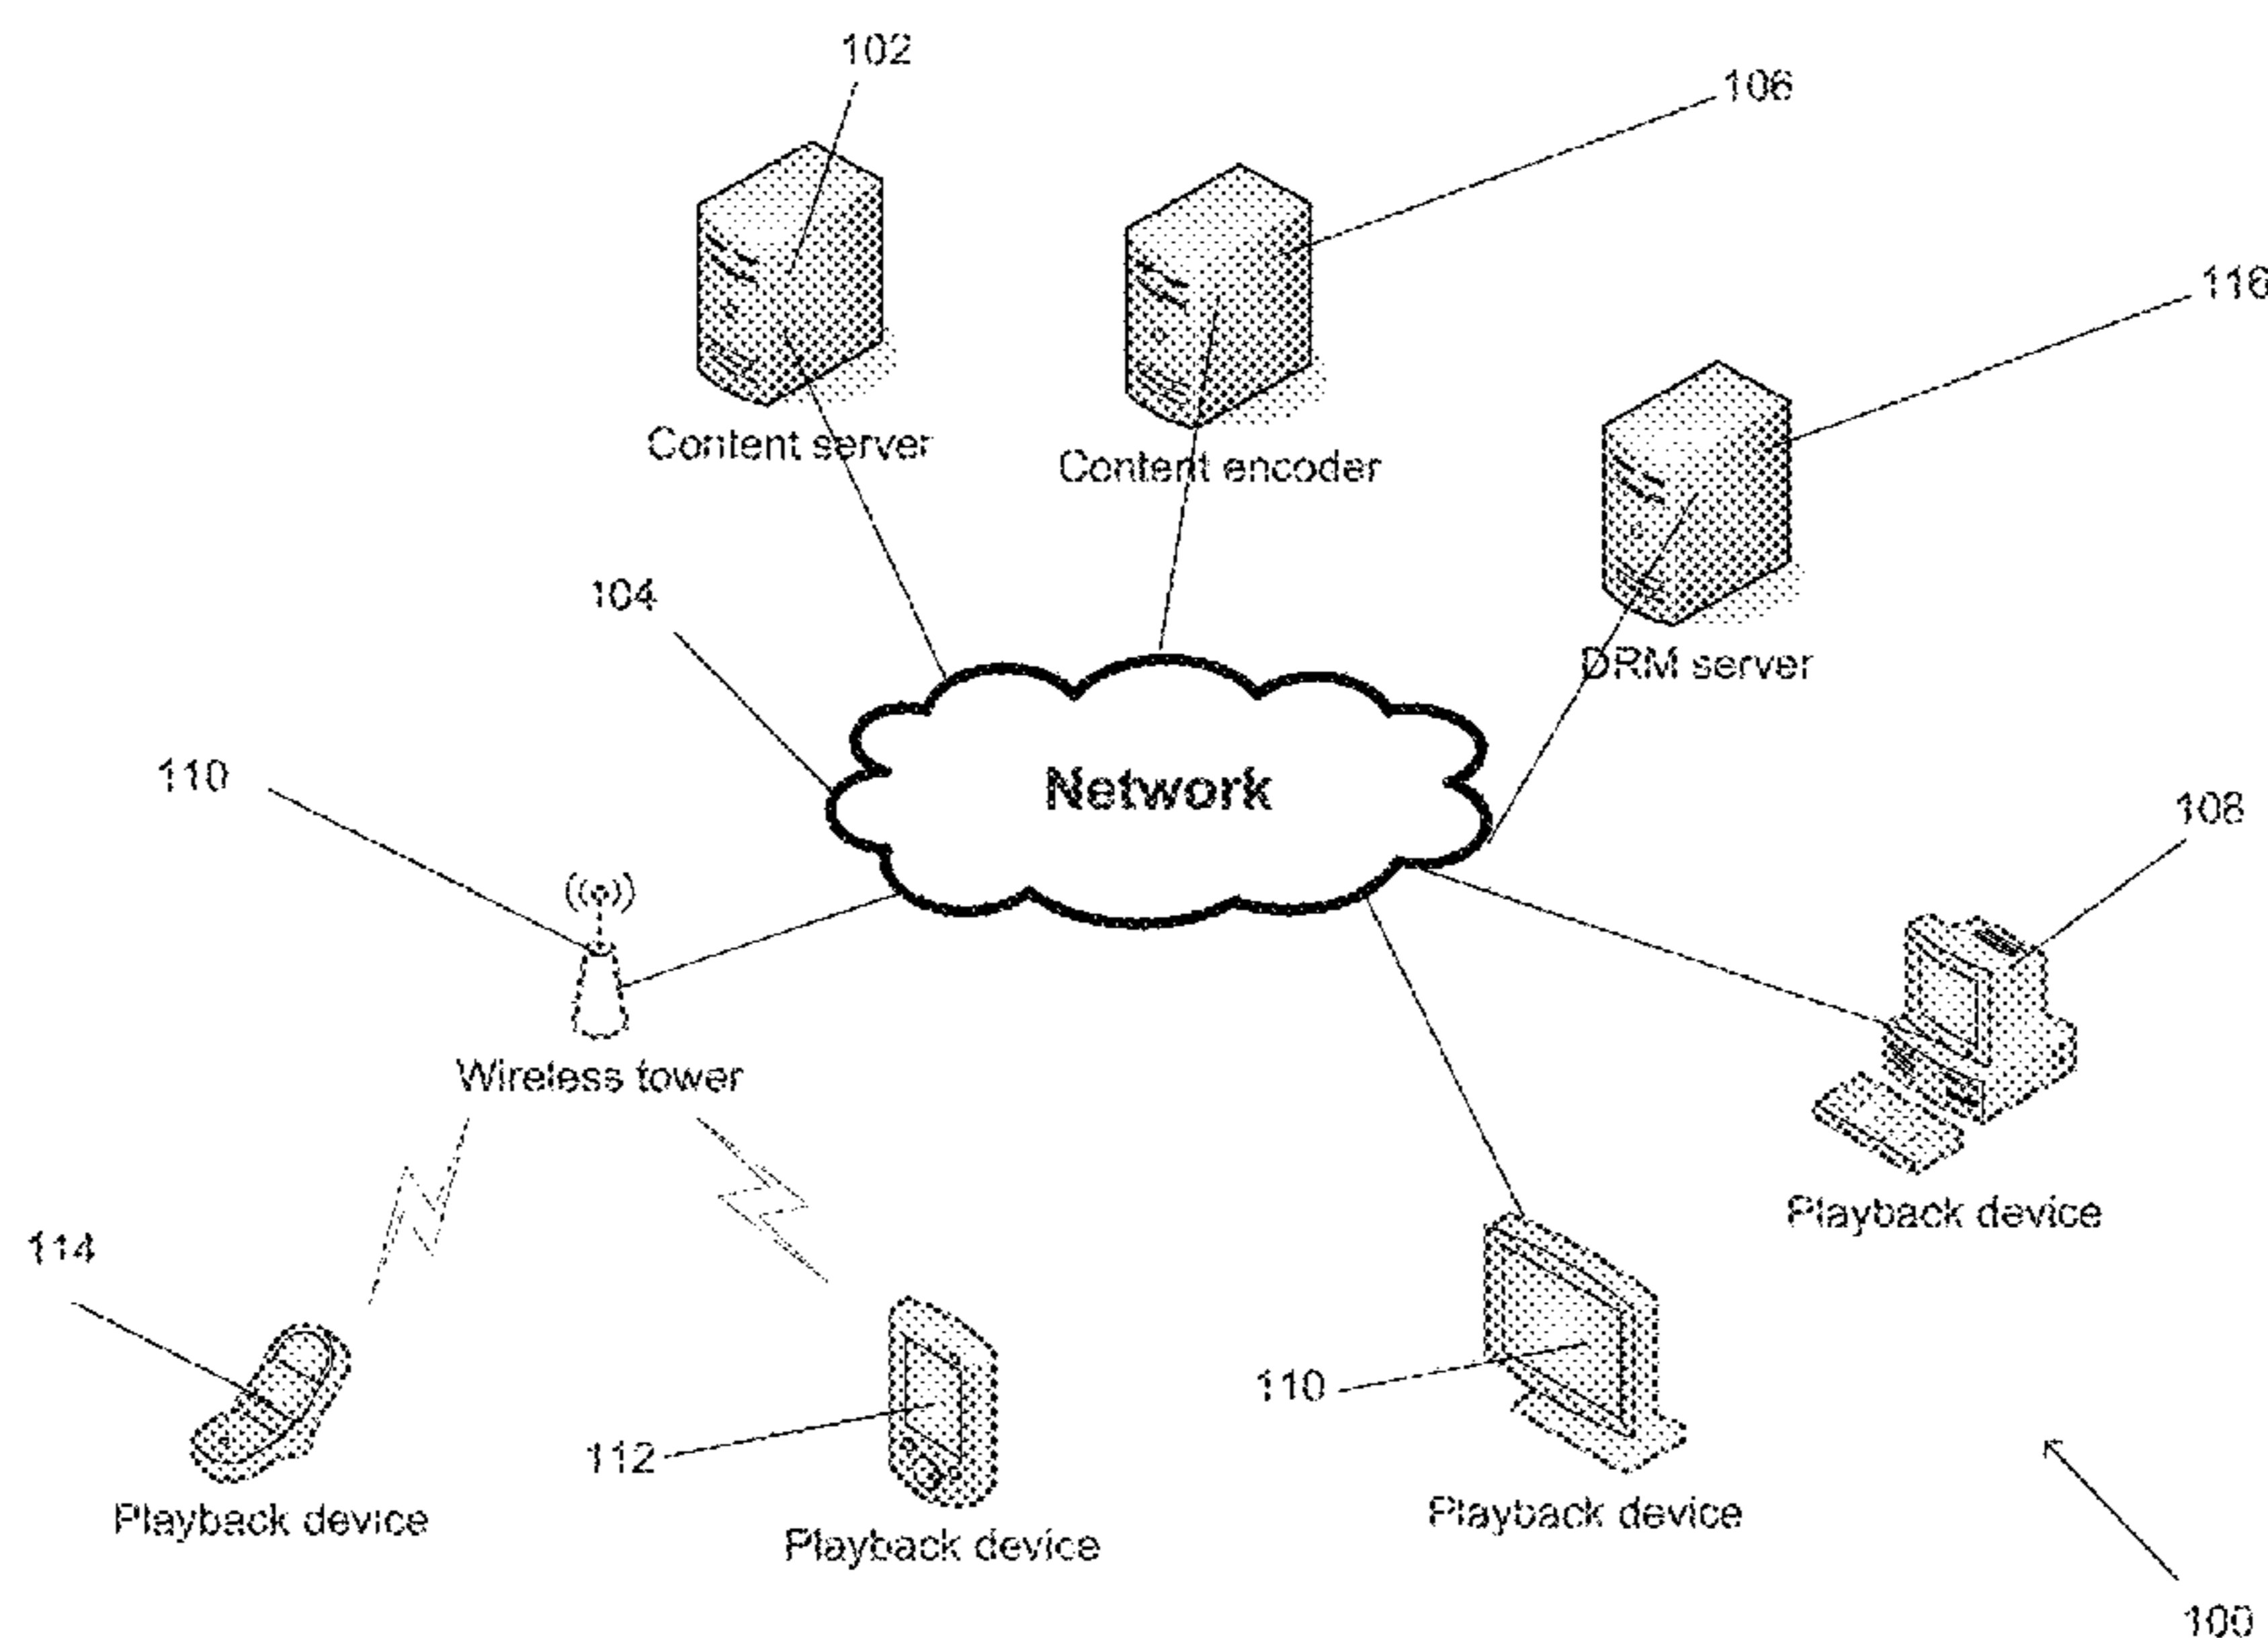 102
106
116
Content server
Content encoder
104
DRM server
110
Network
108
Wireless tower
Playback device
114
110
112
Playback device
Playback device
Playback device
100